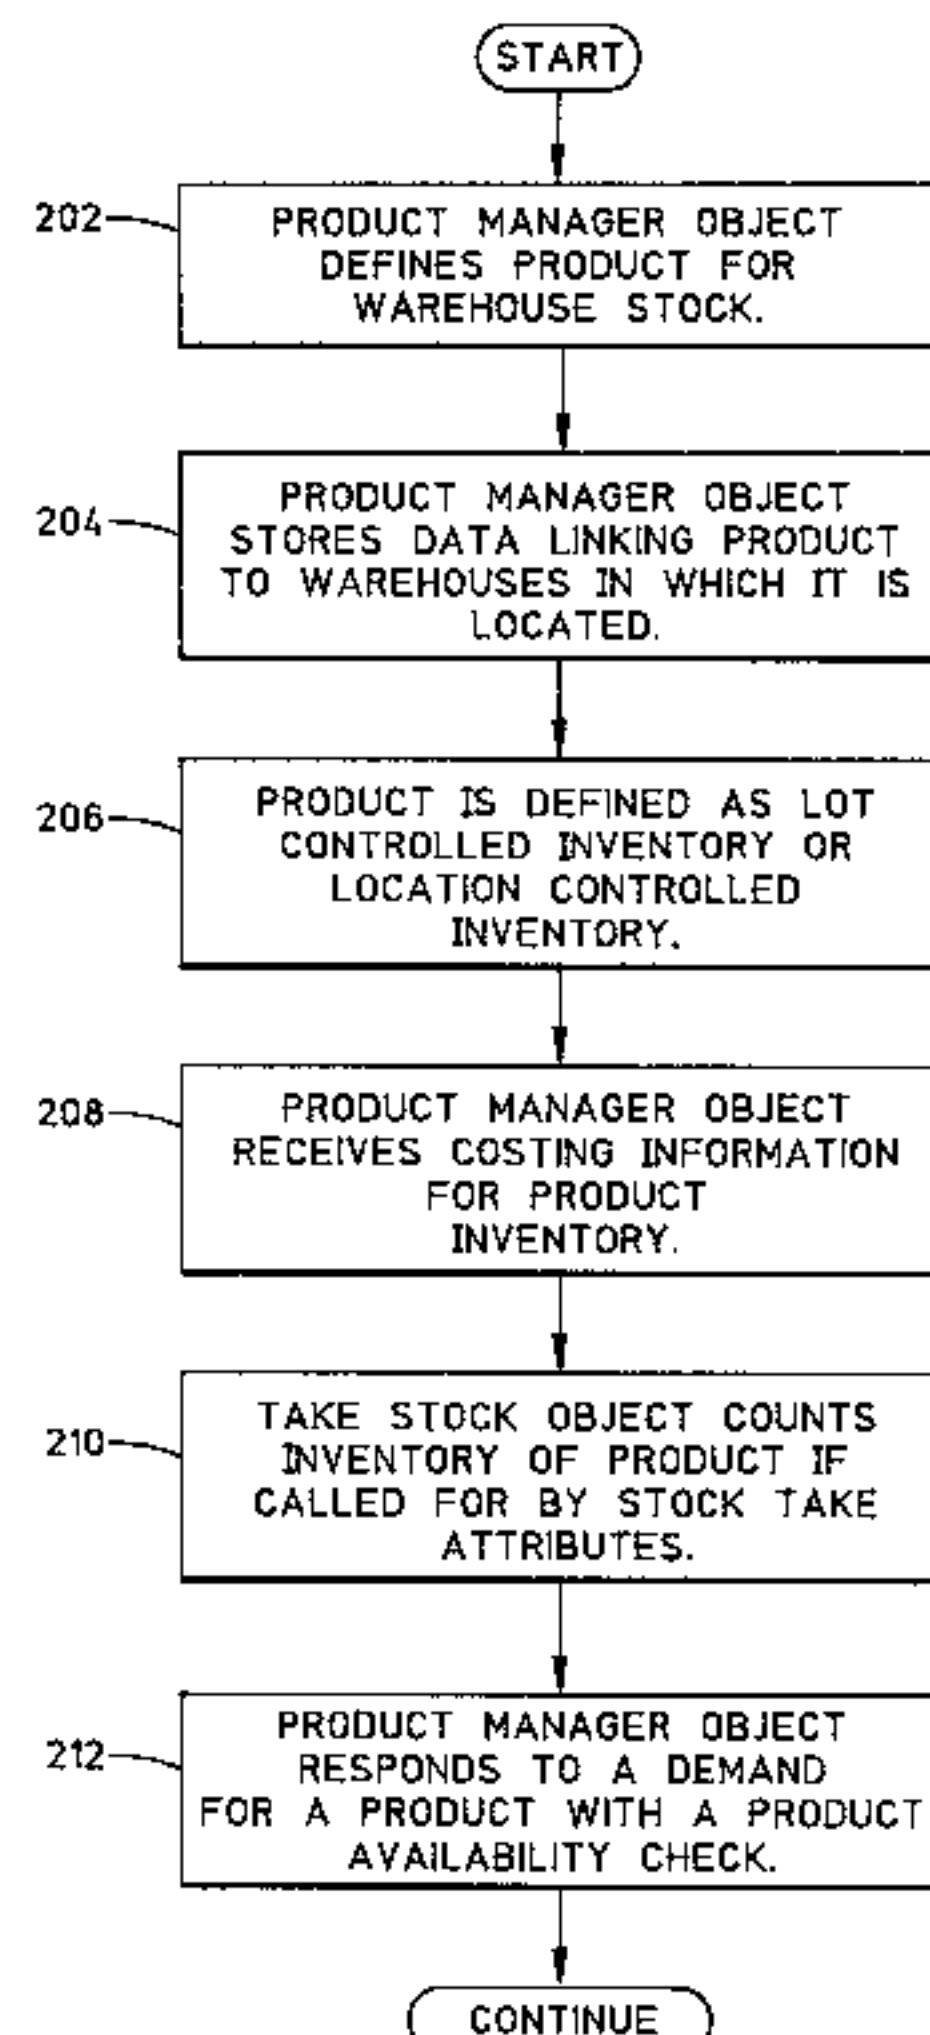 START
202
PRODUCT MANAGER OBJECT
DEFINES PRODUCT FOR
WAREHOUSE STOCK.
204
PRODUCT MANAGER OBJECT
STORES DATA LINKING PRODUCT
TO WAREHOUSES IN WHICH IT IS
LOCATED.
206
PRODUCT IS DEFINED AS LOT
CONTROLLED INVENTORY OR
LOCATION CONTROLLED
INVENTORY.
208
PRODUCT MANAGER OBJECT
RECEIVES COSTING INFORMATION
FOR PRODUCT
INVENTORY.
210
TAKE STOCK OBJECT COUNTS
INVENTORY OF PRODUCT IF
CALLED FOR BY STOCK TAKE
ATTRIBUTES.
212
PRODUCT MANAGER OBJECT
RESPONDS TO A DEMAND
FOR A PRODUCT WITH A PRODUCT
AVAILABILITY CHECK.
CONTINUE